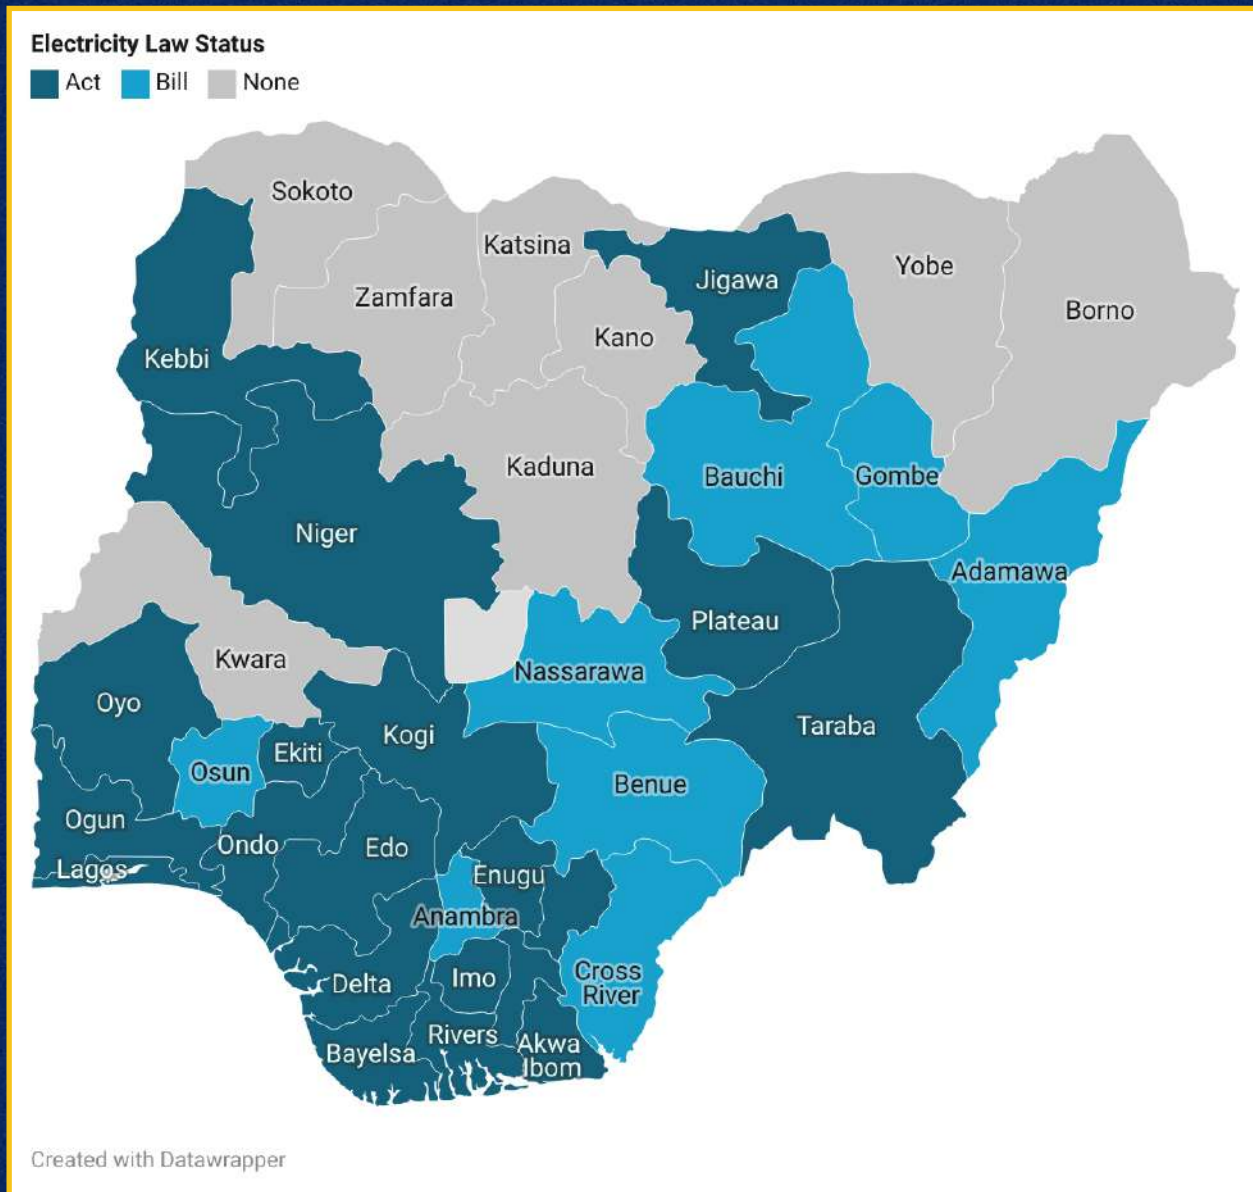 Electricity Law Status
Act Bill None
Sokoto
Katsina
Yobe
Jigawa
Zamfara
Borno
Kano
Kebbi
Kaduna
Bauchi
Gombe
Niger
Adamawa
Plateau
Kwara
Nassarawa
Oyo
Taraba
Kogi
Ekiti
Osun
Benue
Ogun
Ondo
Edo
Lagos
Enugu
Anambra
Cross
River
Imo
Delta
Rivers
Akwa
Ibom
Bayelsa
Created with Datawrapper